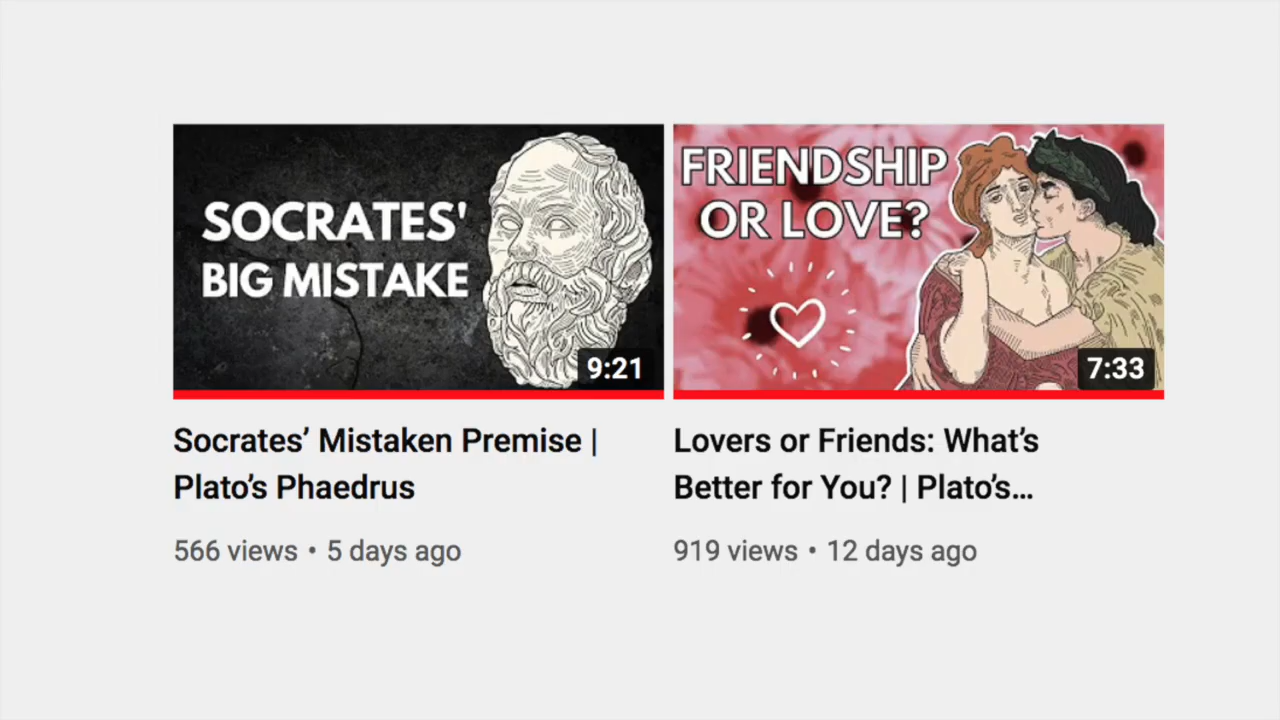 SOCRATES'
BIG MISTAKE
9:21
FRIENDSHIP
OR LOVE?
7:33
Socrates’ Mistaken Premise |
Plato’s Phaedrus
566 views • 5 days ago
Lovers or Friends: What’s
Better for You? | Plato’s...
919 views • 12 days ago